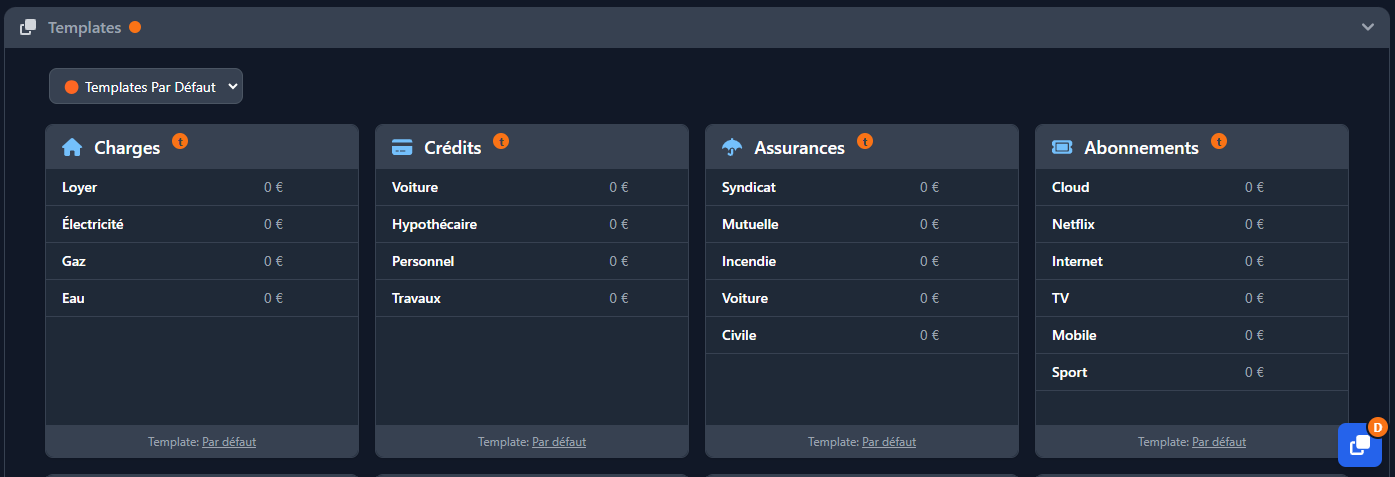 Templates
Templates Par Défaut
Charges t
Loyer 0 €
Électricité 0 €
Gaz 0 €
Eau 0 €
Template: Par défaut
Crédits t
Voiture 0 €
Hypothécaire 0 €
Personnel 0 €
Travaux 0 €
Template: Par défaut
Assurances t
Syndicat 0 €
Mutuelle 0 €
Incendie 0 €
Voiture 0 €
Civile 0 €
Template: Par défaut
Abonnements t
Cloud 0 €
Netflix 0 €
Internet 0 €
TV 0 €
Mobile 0 €
Sport 0 €
Template: Par défaut
D